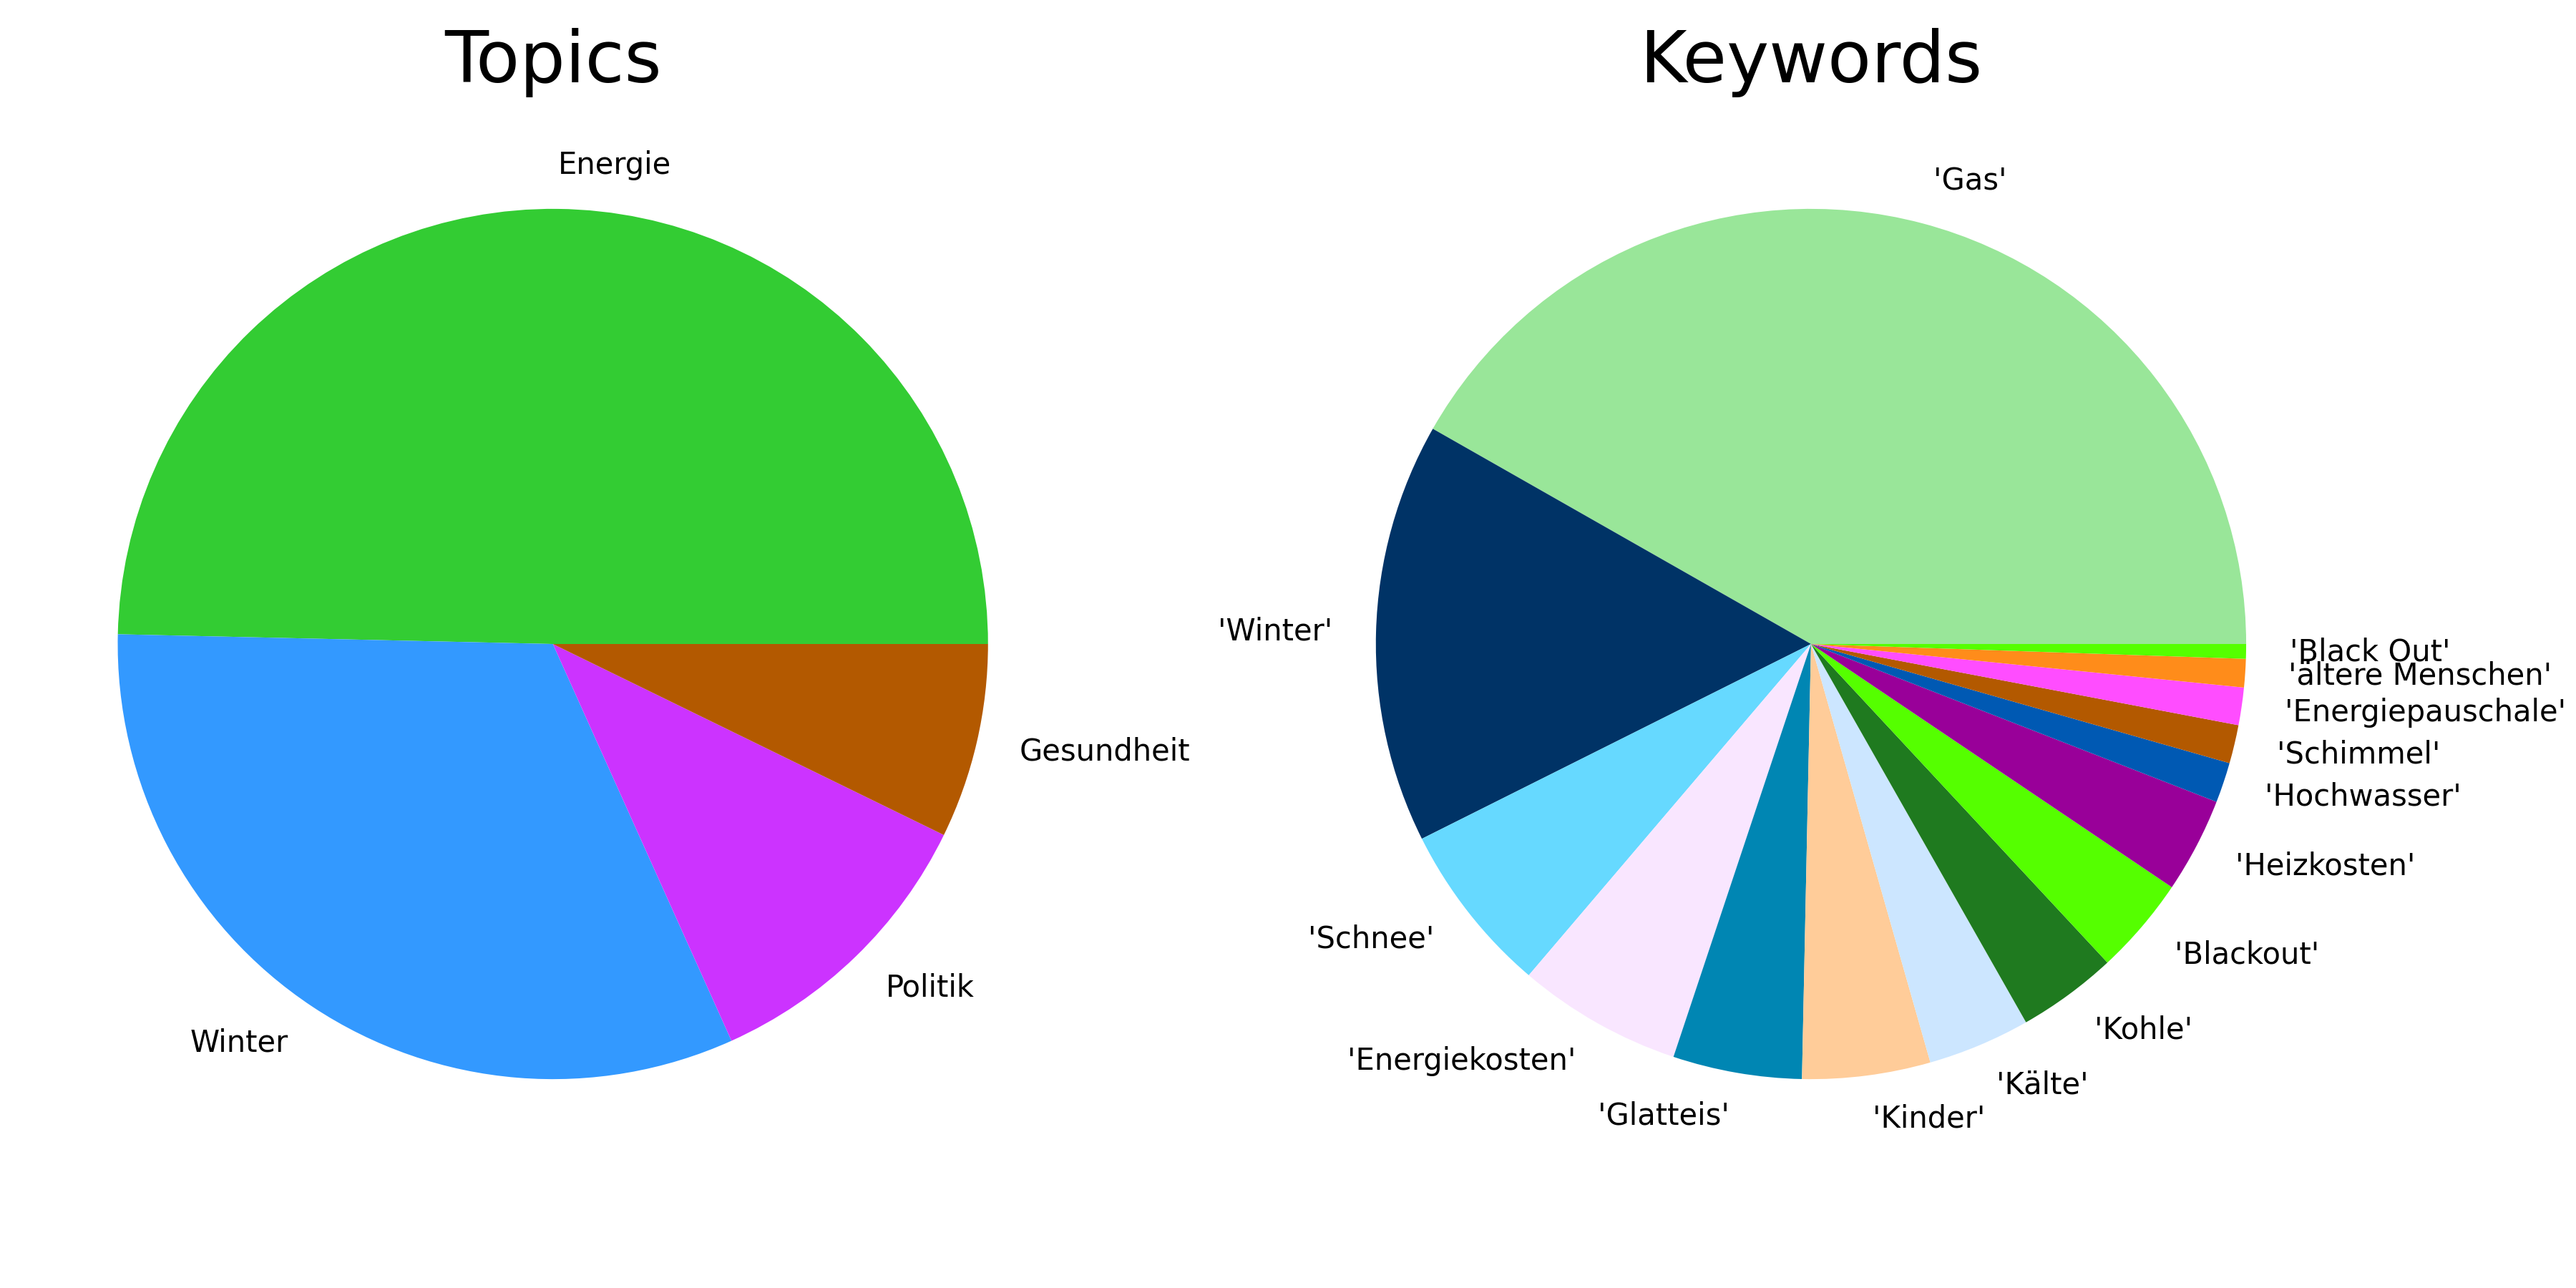 Topics
Energie
Winter
Politik
Gesundheit
Keywords
'Gas'
'Winter'
'Schnee'
'Energiekosten'
'Glatteis'
'Kinder'
'Kälte'
'Kohle'
'Blackout'
'Heizkosten'
'Hochwasser'
'Schimmel'
'Energiepauschale'
'ältere Menschen'
'Black Out'